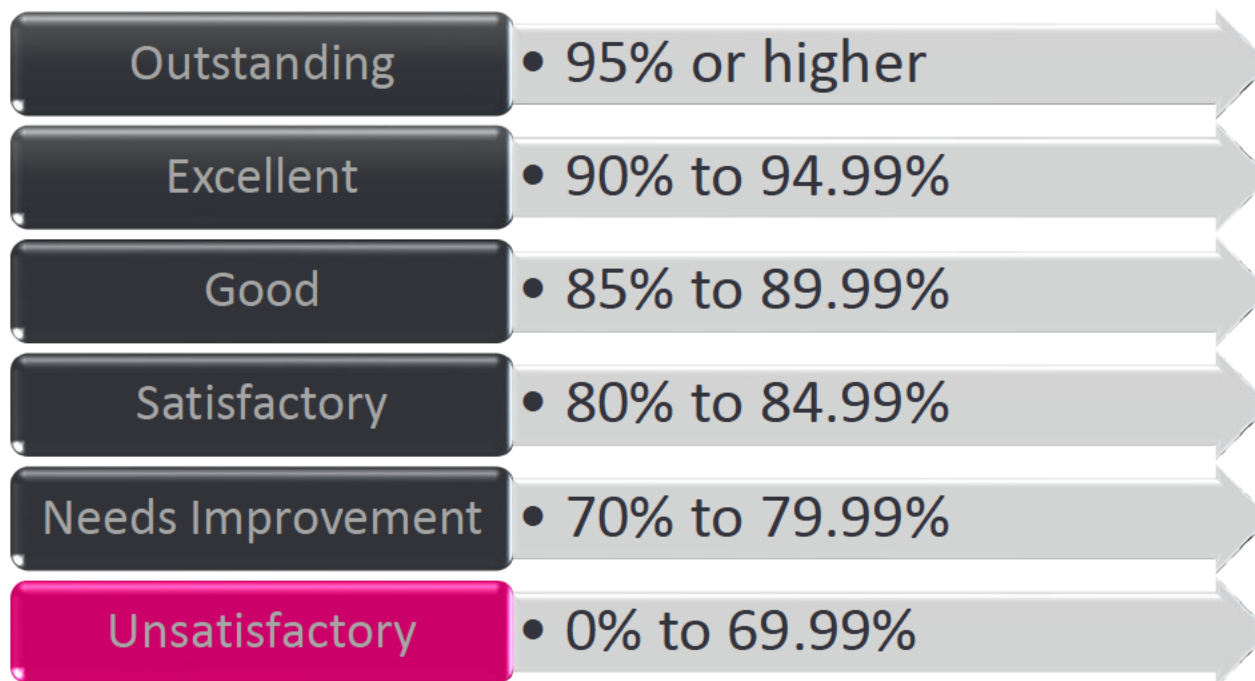 Outstanding • 95% or higher
Excellent • 90% to 94.99%
Good • 85% to 89.99%
Satisfactory • 80% to 84.99%
Needs Improvement • 70% to 79.99%
Unsatisfactory • 0% to 69.99%